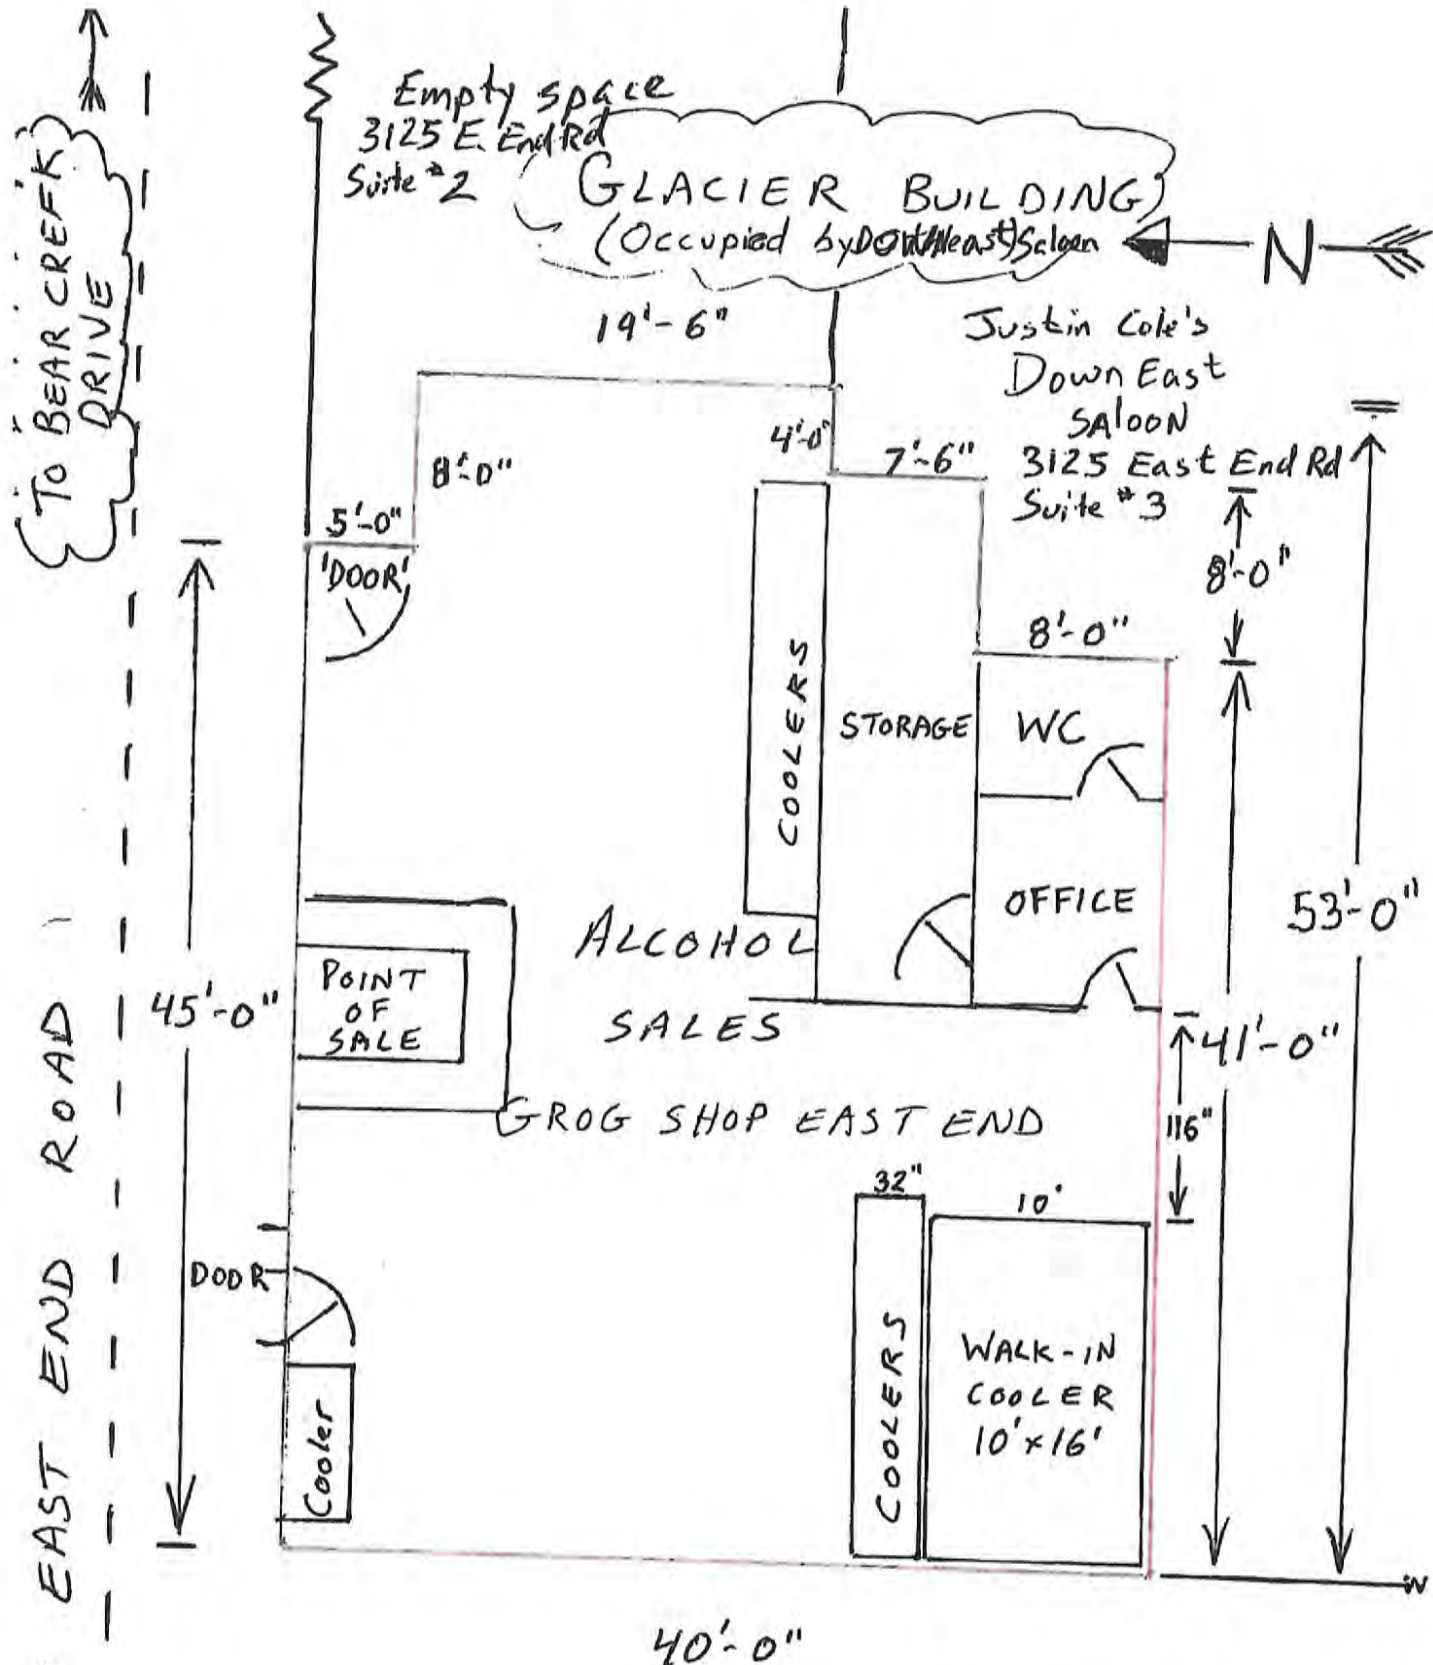 Empty space
3125 E. End Rd
Suite #2
GLACIER BUILDING
(Occupied by Saloon
N
TO BEAR CREEK
DRIVE
19'-6"
Justin Cole's
Down East
SALOON
3125 East End Rd
Suite #3
4'-0"
7'-6"
8'-0"
5'-0"
'DOOR'
8'-0"
8'-0"
COOLERS
STORAGE
WC
OFFICE
53'-0"
ALCOHOL
SALES
POINT
OF
SALE
45'-0"
41'-0"
116"
GROG SHOP EAST END
EAST END ROAD
32"
10'
DOOR
Cooler
COOLERS
WALK-IN
COOLER
10'x16'
40'-0"